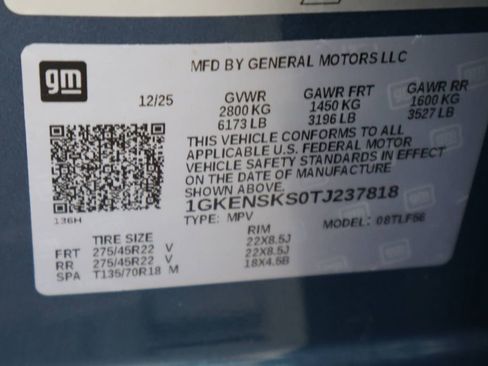 gm
MFD BY GENERAL MOTORS LLC
12/25 GVWR GAWR FRT GAWR RR
2800 KG 1450 KG 1600 KG
6173 LB 3196 LB 3527 LB
THIS VEHICLE CONFORMS TO ALL
APPLICABLE U.S. FEDERAL MOTOR
VEHICLE SAFETY STANDARDS IN EFFECT
ON THE DATE OF MANUFACTURE
SHOWN ABOVE.
1GKENSKS0TJ237818
136H
TYPE: MPV MODEL: 08TLF56
TIRE SIZE RIM
FRT 275/45R22 V 22X8.5J
RR 275/45R22 V 22X8.5J
SPA T135/70R18 M 18X4.5B